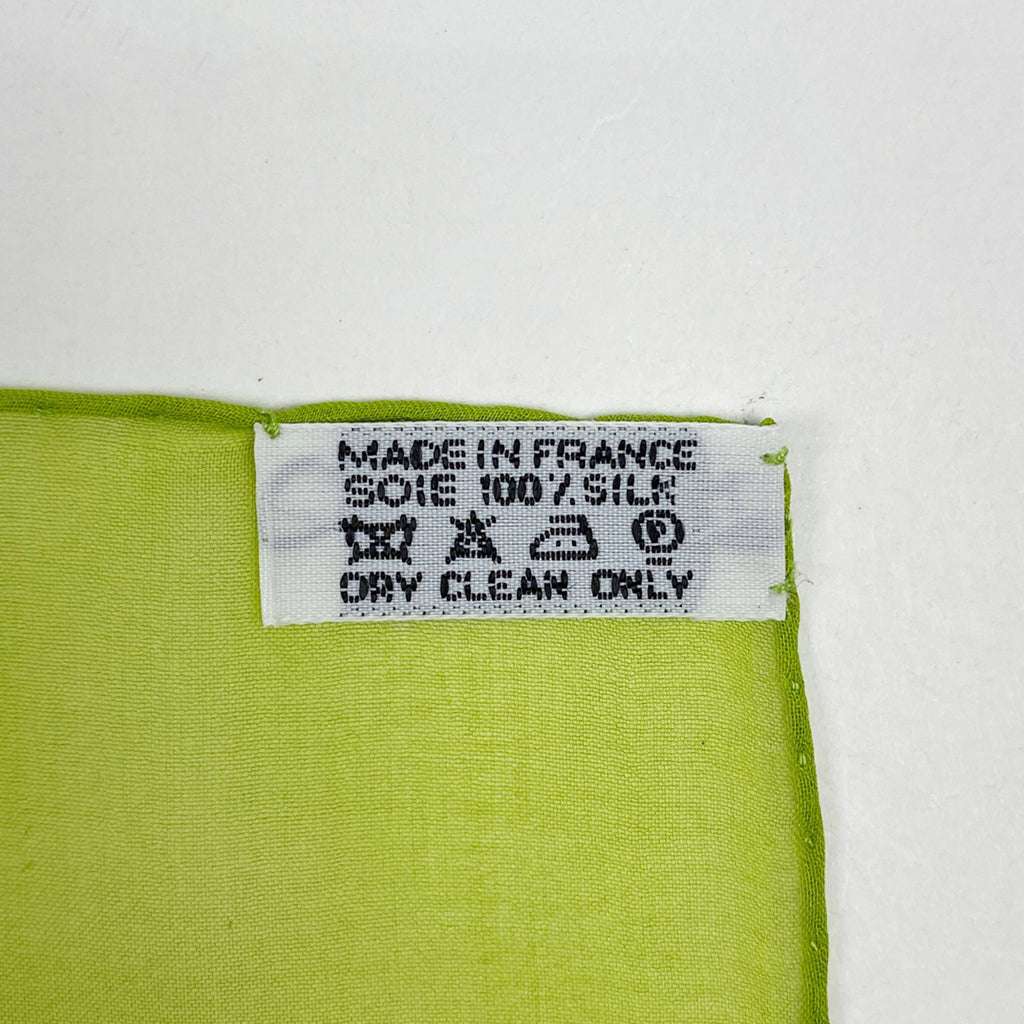 MADE IN FRANCE
SOIE 100% SILK
P
DRY CLEAN ONLY